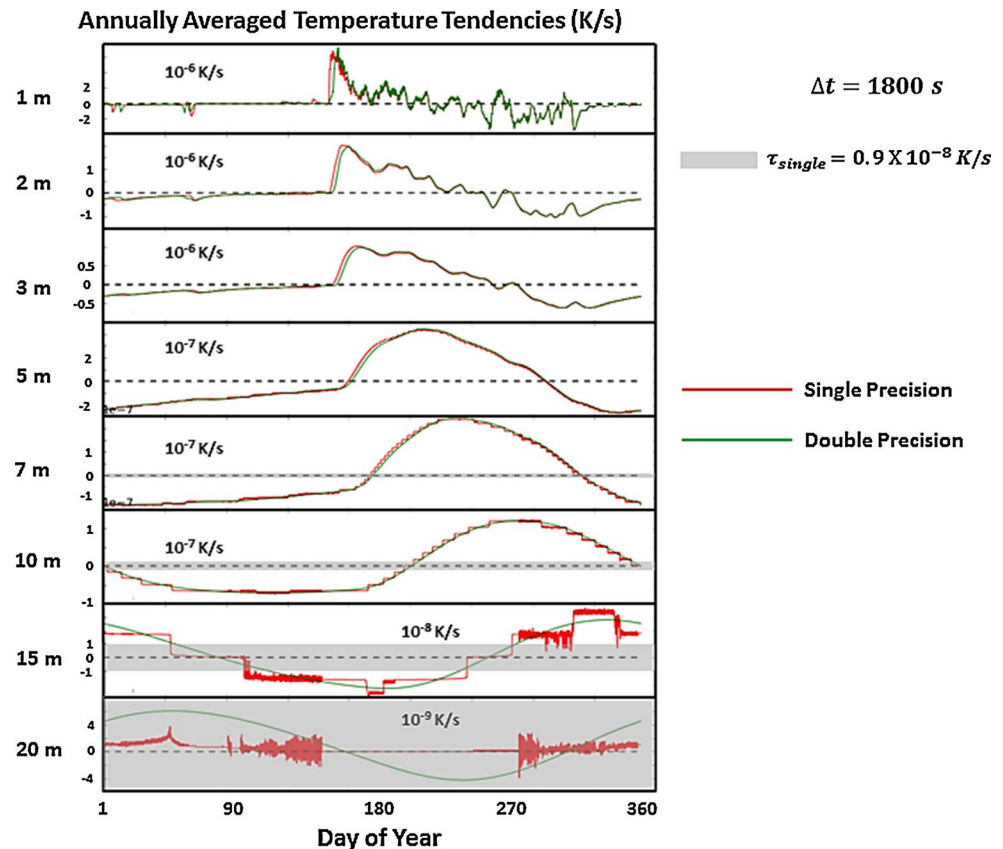 Annually Averaged Temperature Tendencies (K/s)
1 m
10⁻⁶ K/s
2
0
-2
2 m
10⁻⁶ K/s
1
0
-1
3 m
10⁻⁶ K/s
0.5
0
-0.5
5 m
10⁻⁷ K/s
2
0
-2
e−7
7 m
10⁻⁷ K/s
1
0
-1
e−7
10 m
10⁻⁷ K/s
1
0
-1
15 m
10⁻⁸ K/s
1
0
-1
20 m
10⁻⁹ K/s
4
0
-4
1 90 180 270 360
Day of Year
Δt = 1800 s
τsingle = 0.9 X 10⁻⁸ K/s
Single Precision
Double Precision